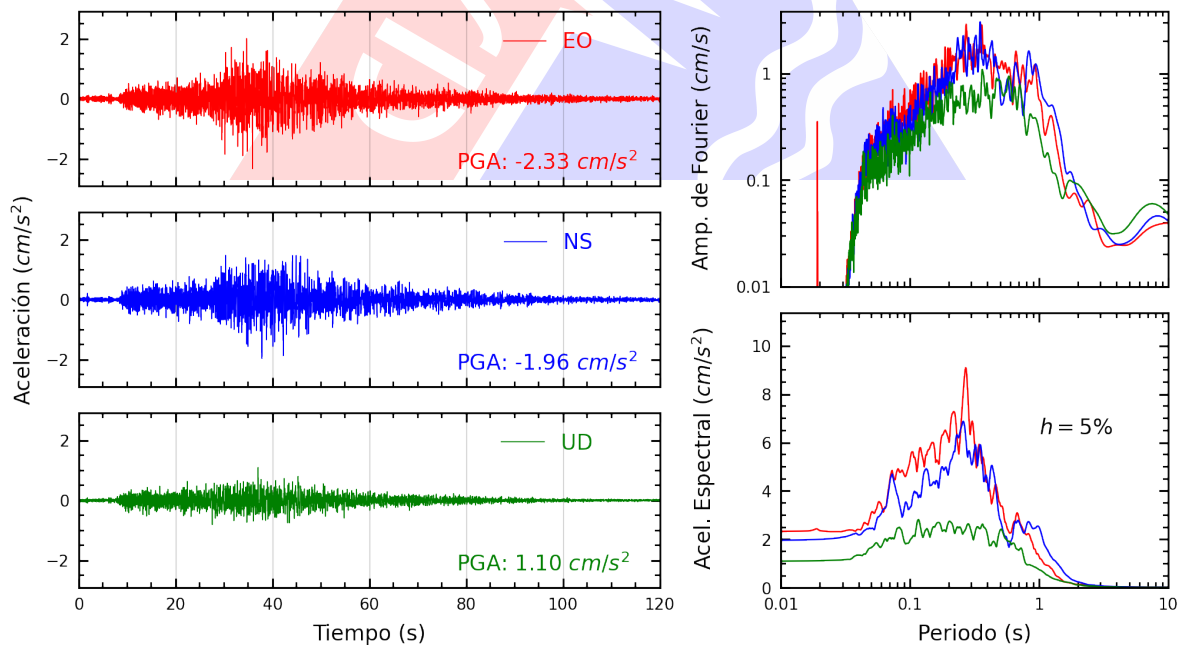 Aceleración (cm/s²)
2
0
−2
EO
PGA: -2.33 cm/s²
2
0
−2
NS
PGA: -1.96 cm/s²
2
0
−2
UD
PGA: 1.10 cm/s²
0
20
40
60
80
100
120
Tiempo (s)
Amp. de Fourier (cm/s)
1
0.1
0.01
Acel. Espectral (cm/s²)
10
8
6
4
2
0
h = 5%
0.01
0.1
1
10
Periodo (s)